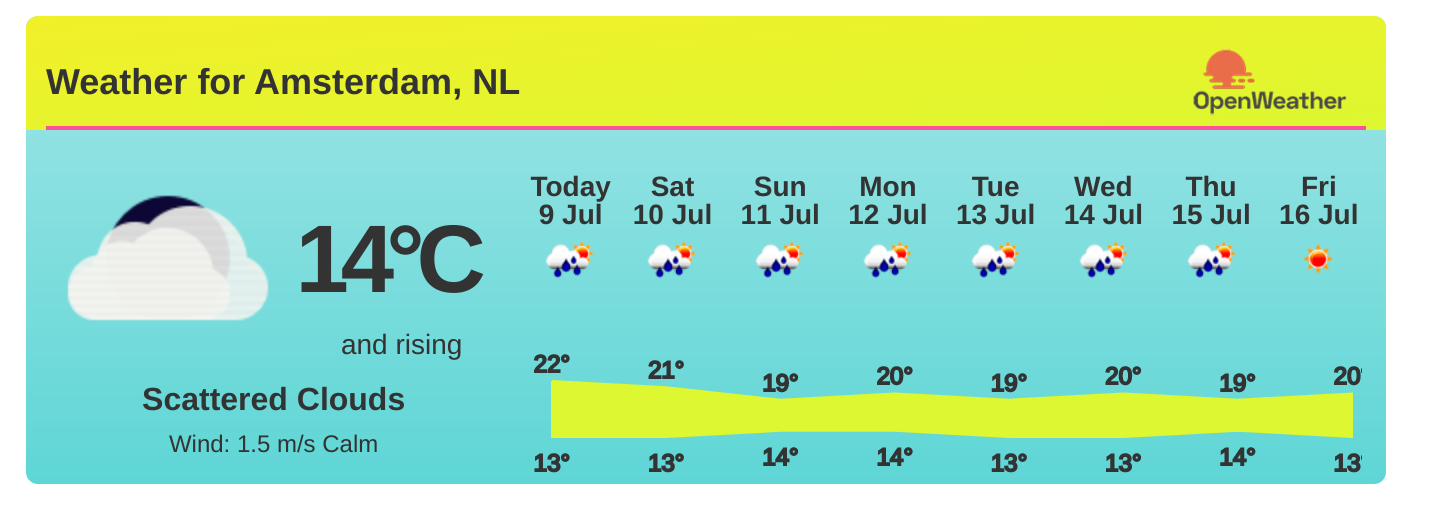 Weather for Amsterdam, NL
OpenWeather
Today Sat Sun Mon Tue Wed Thu Fri
9 Jul 10 Jul 11 Jul 12 Jul 13 Jul 14 Jul 15 Jul 16 Jul
14°C
and rising
Scattered Clouds
Wind: 1.5 m/s Calm
22° 21° 19° 20° 19° 20° 19° 20°
13° 13° 14° 14° 13° 13° 14° 13°